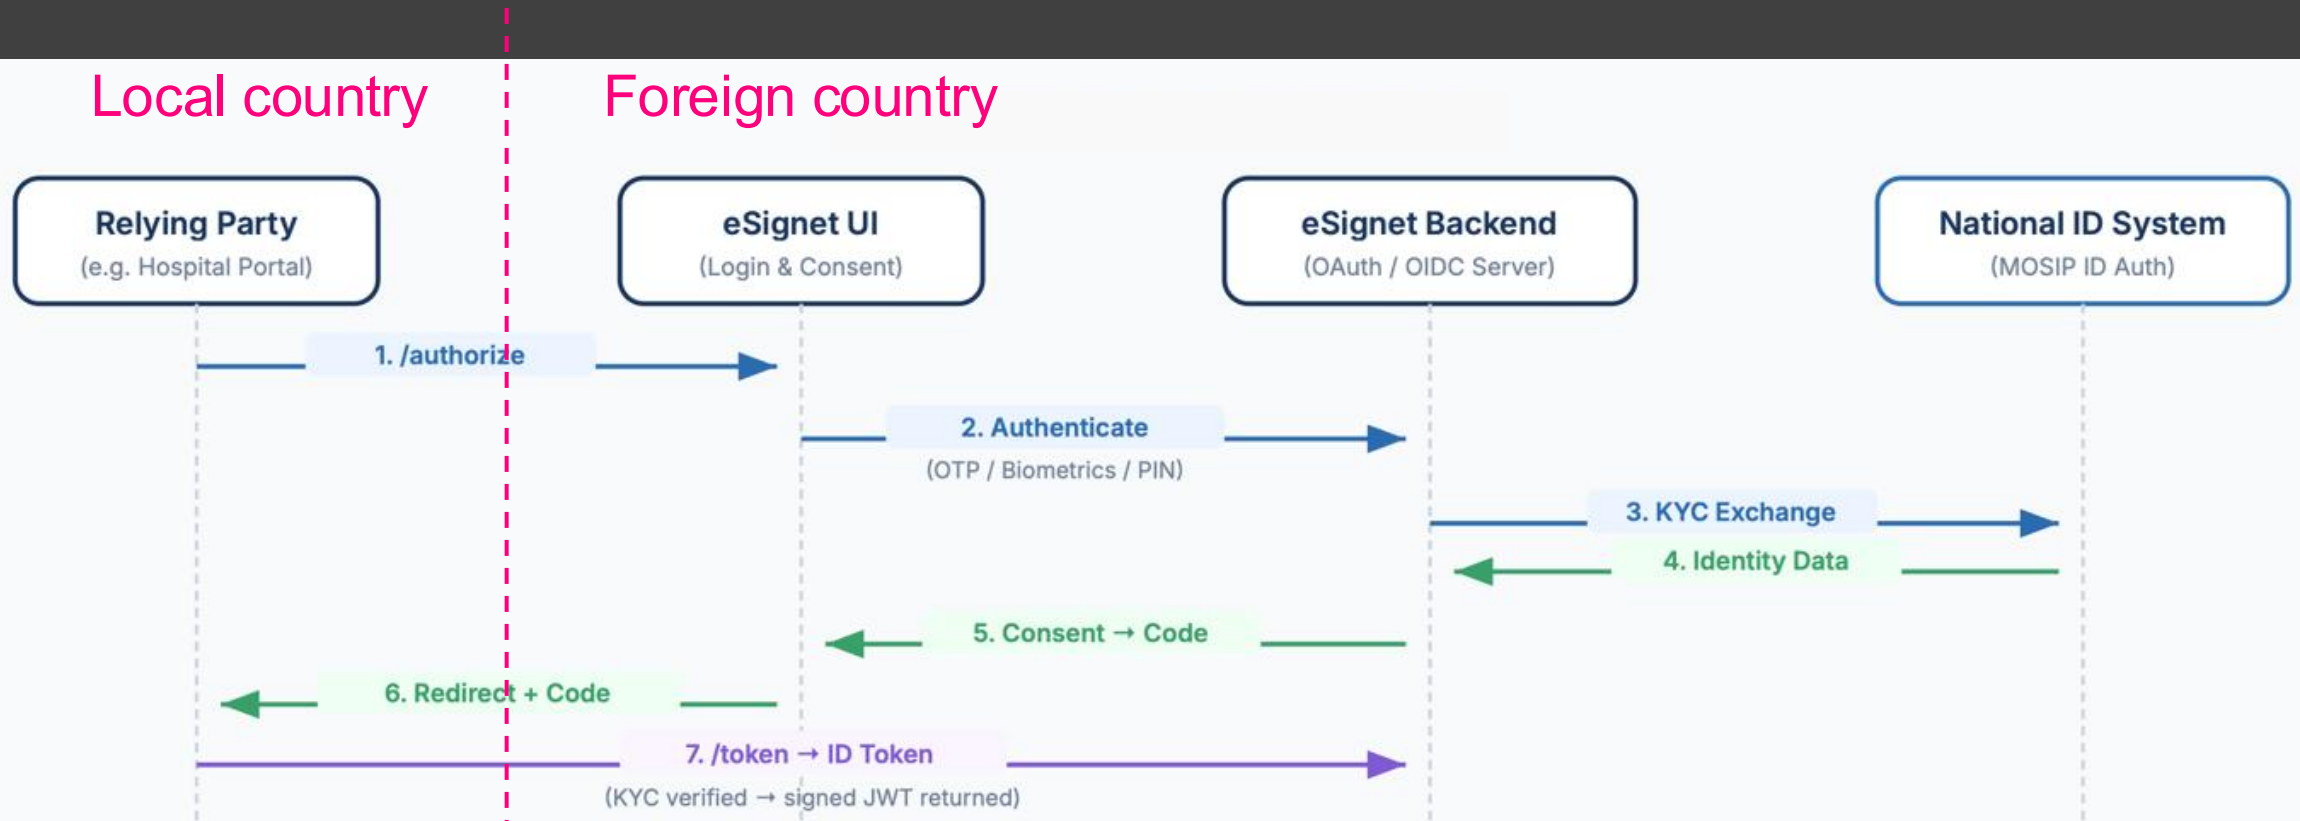 Local country
Foreign country
Relying Party
(e.g. Hospital Portal)
eSignet UI
(Login & Consent)
eSignet Backend
(OAuth / OIDC Server)
National ID System
(MOSIP ID Auth)
1. /authorize
2. Authenticate
(OTP / Biometrics / PIN)
3. KYC Exchange
4. Identity Data
5. Consent → Code
6. Redirect + Code
7. /token → ID Token
(KYC verified → signed JWT returned)